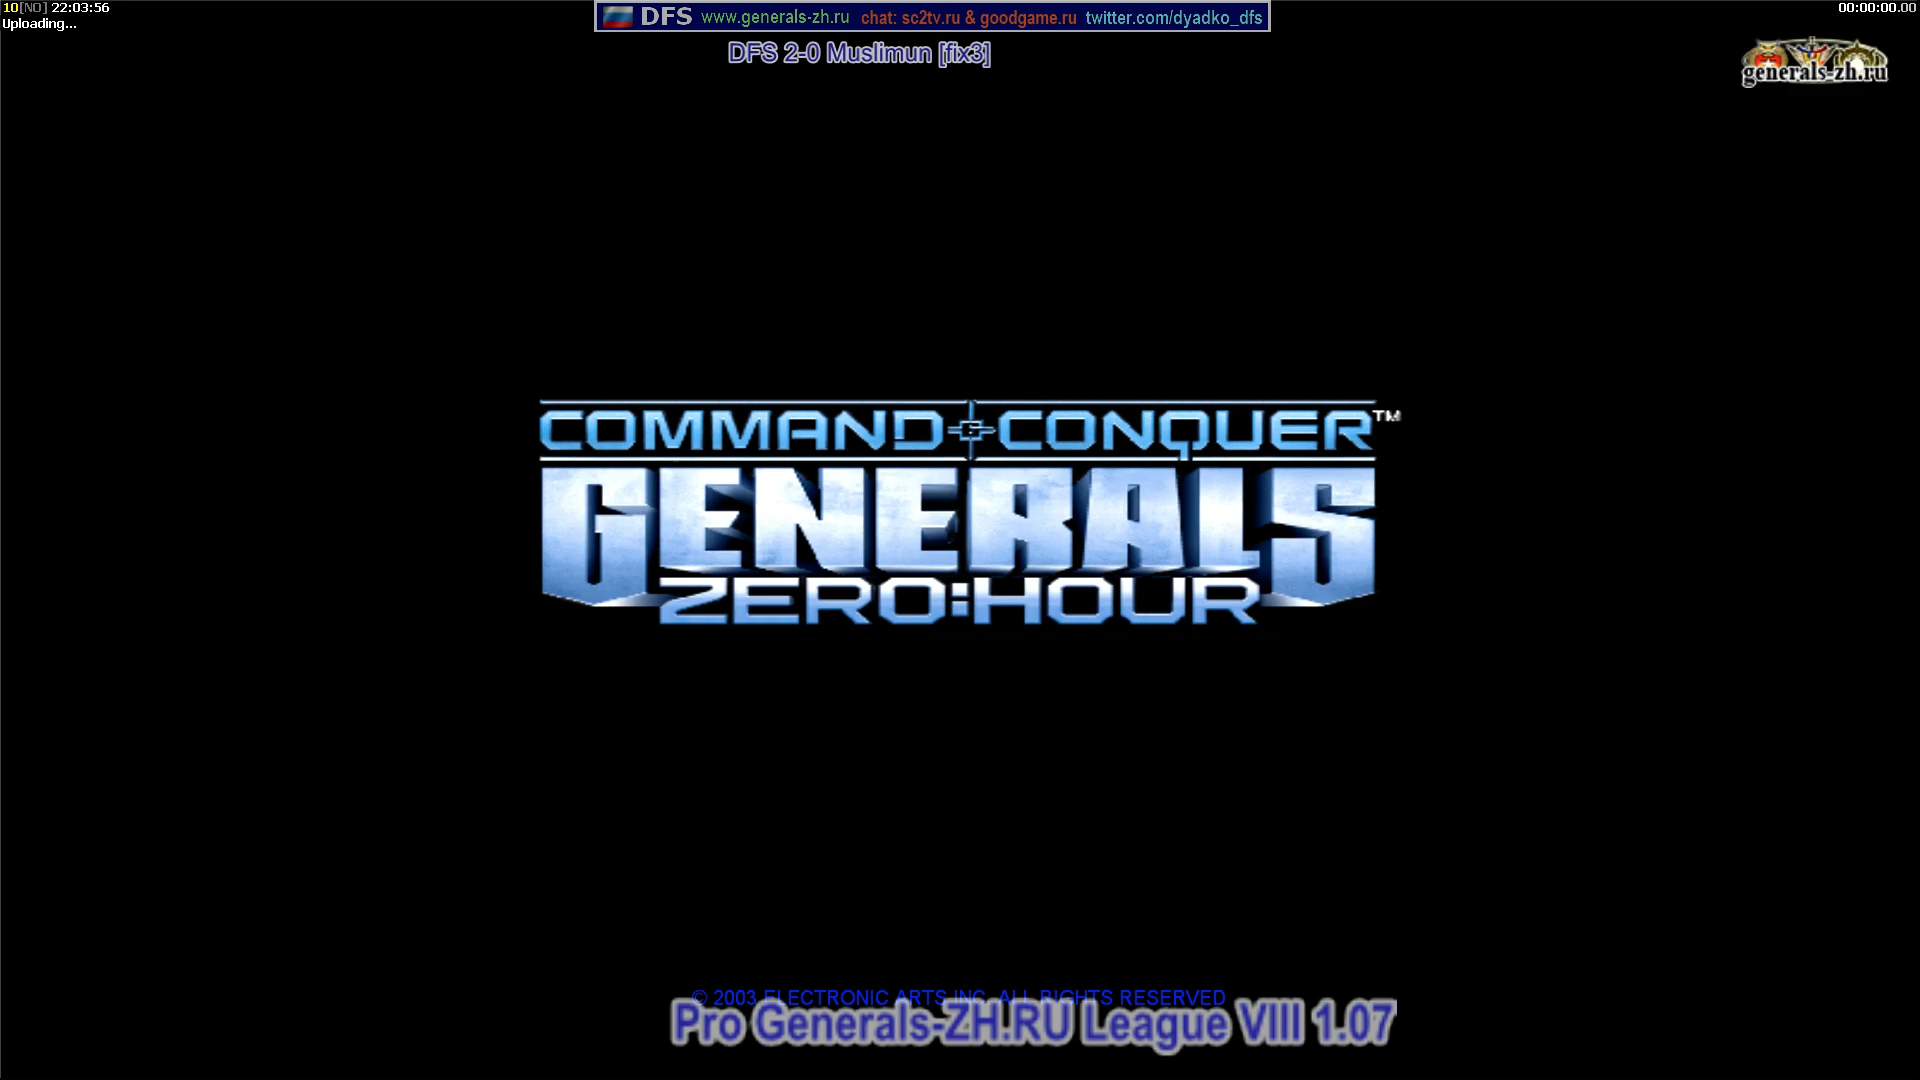 10[NO] 22:03:56
Uploading...
DFS www.generals-zh.ru chat: sc2tv.ru & goodgame.ru twitter.com/dyadko_dfs
00:00:00.00
DFS 2-0 Muslimun [fix3]
generals-zh.ru
COMMAND CONQUER™
GENERALS
ZERO:HOUR
© 2003 ELECTRONIC ARTS INC. ALL RIGHTS RESERVED
Pro Generals-ZH.RU League VIII 1.07